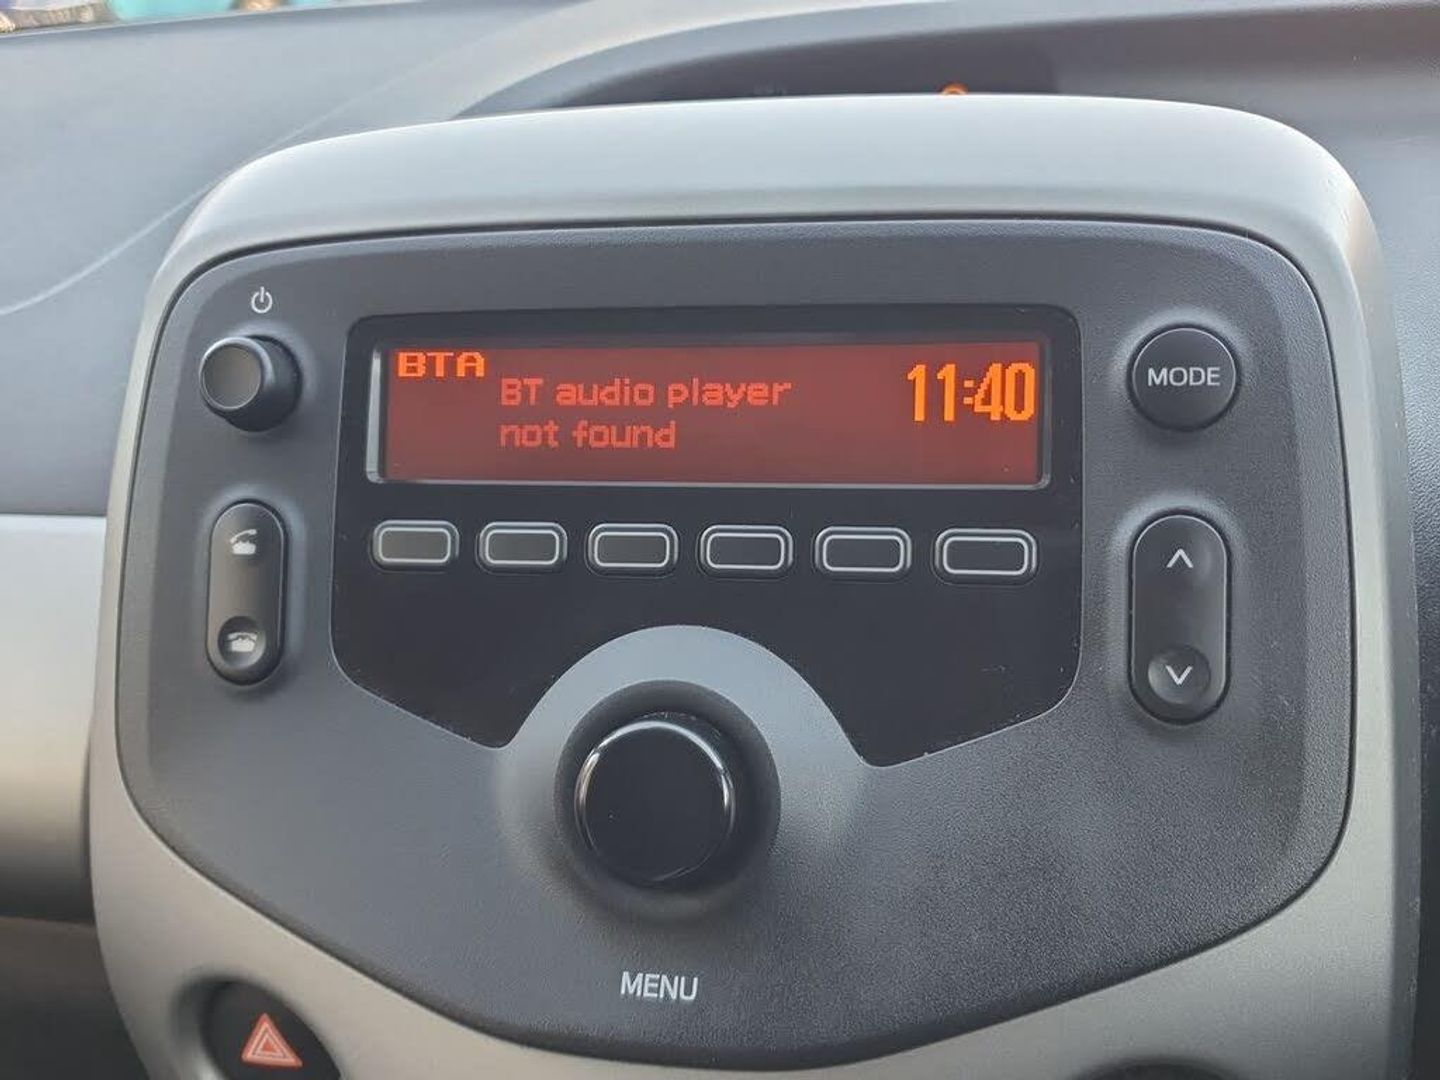 BTA
BT audio player
not found
11:40
MODE
MENU